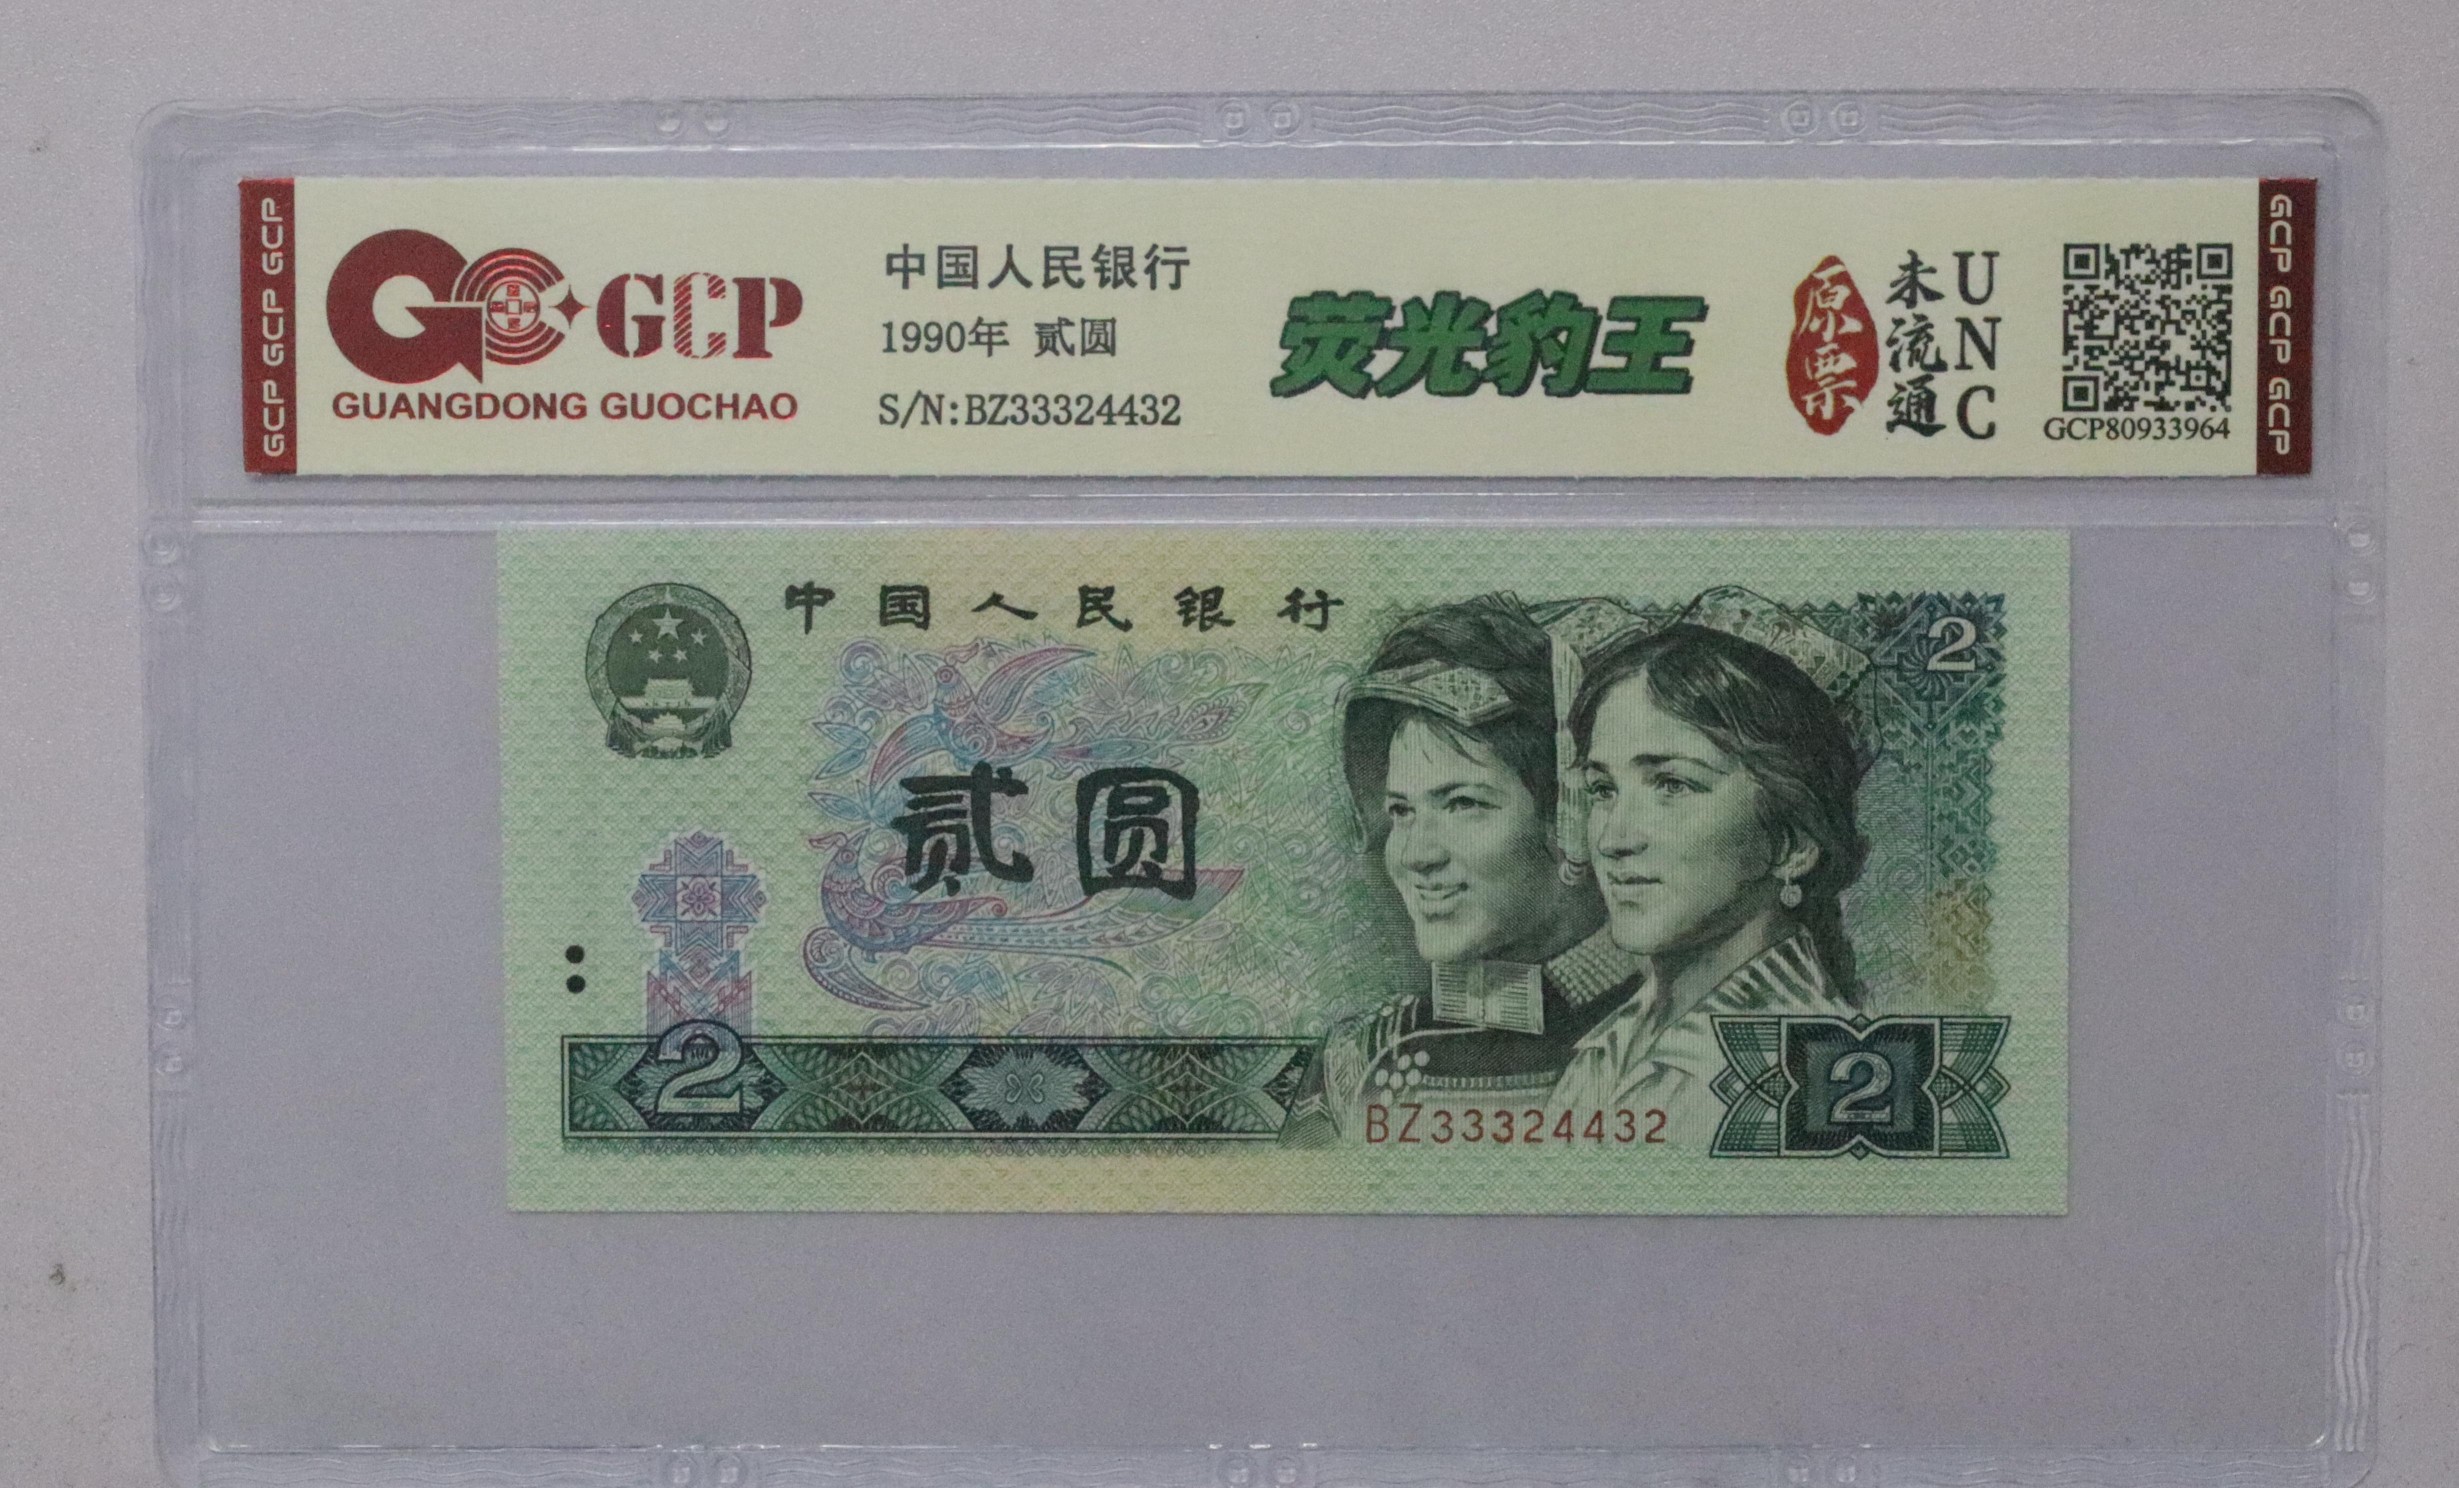 GCP GCP GCP
GCP
GUANGDONG GUOCHAO
中国人民银行
1990年 贰圆
S/N:BZ33324432
荧光豹王
原票
未流通
UNC
GCP80933964
GCP GCP GCP
中国人民银行
2
贰圆
2
BZ33324432
2